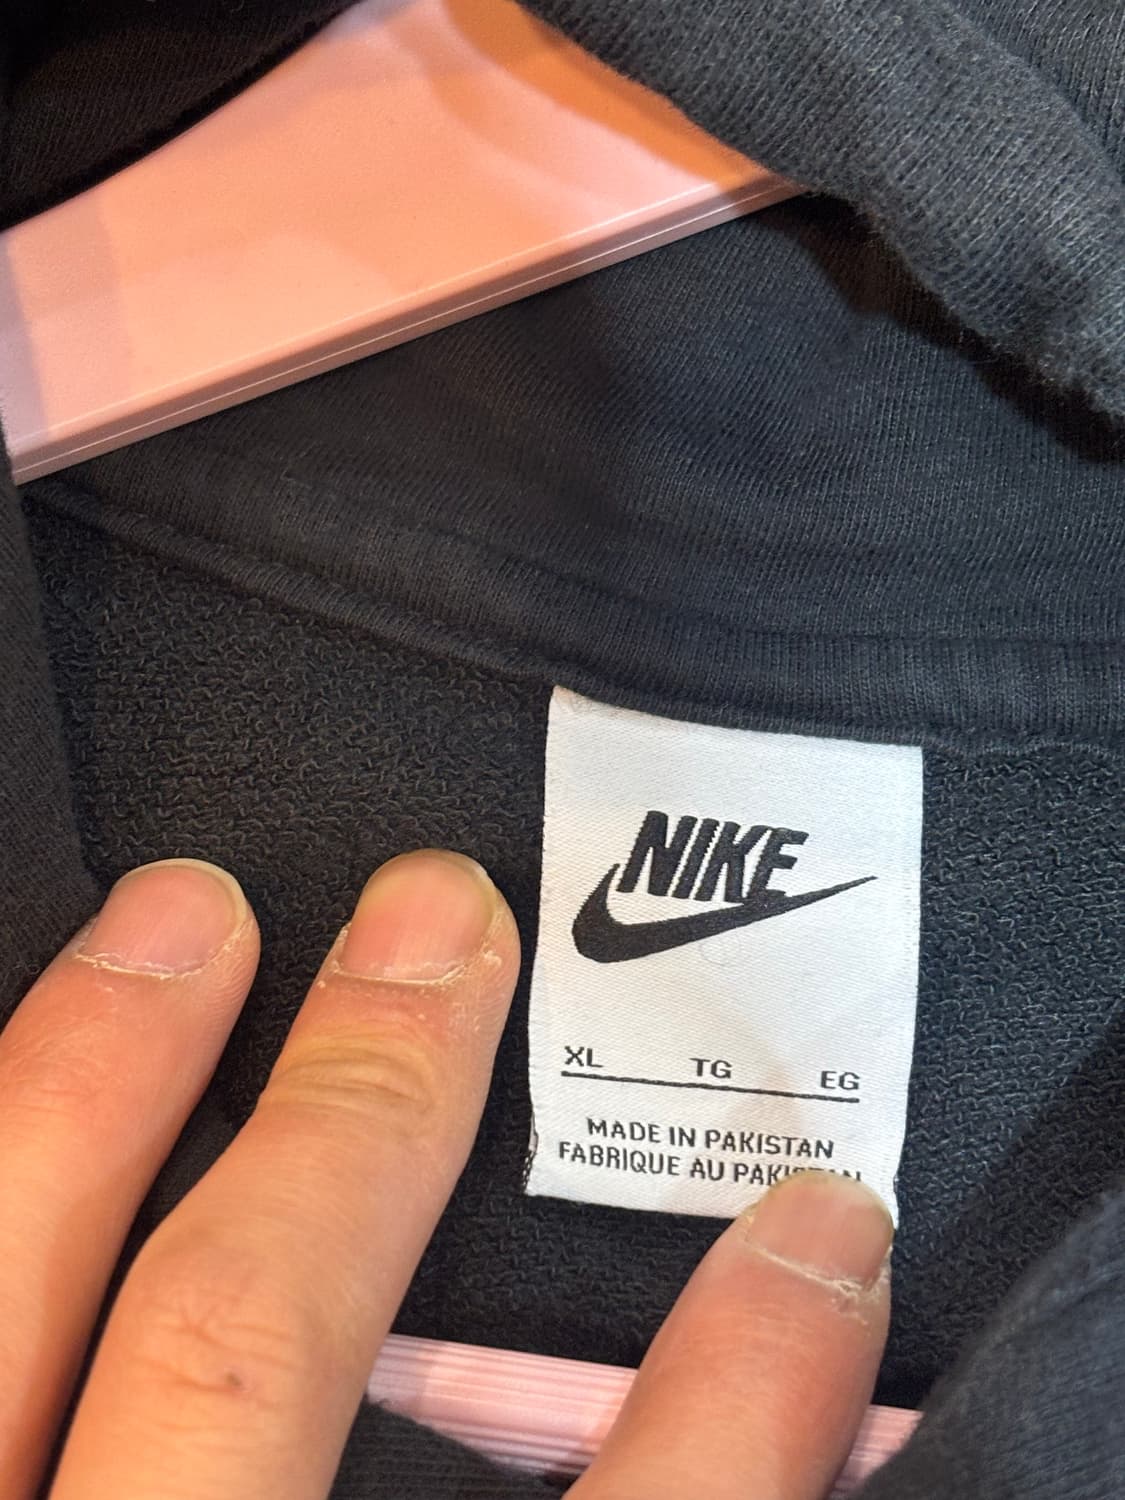 NIKE
XL TG EG
MADE IN PAKISTAN
FABRIQUE AU